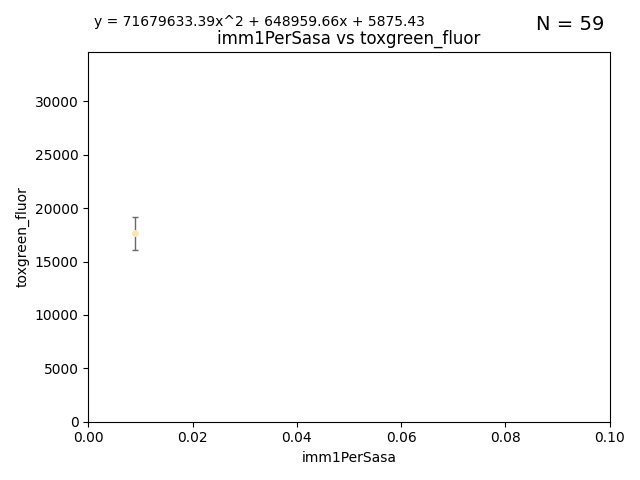 y = 71679633.39x^2 + 648959.66x + 5875.43
N = 59
imm1PerSasa vs toxgreen_fluor
30000
25000
20000
15000
10000
5000
0
toxgreen_fluor
0.00 0.02 0.04 0.06 0.08 0.10
imm1PerSasa